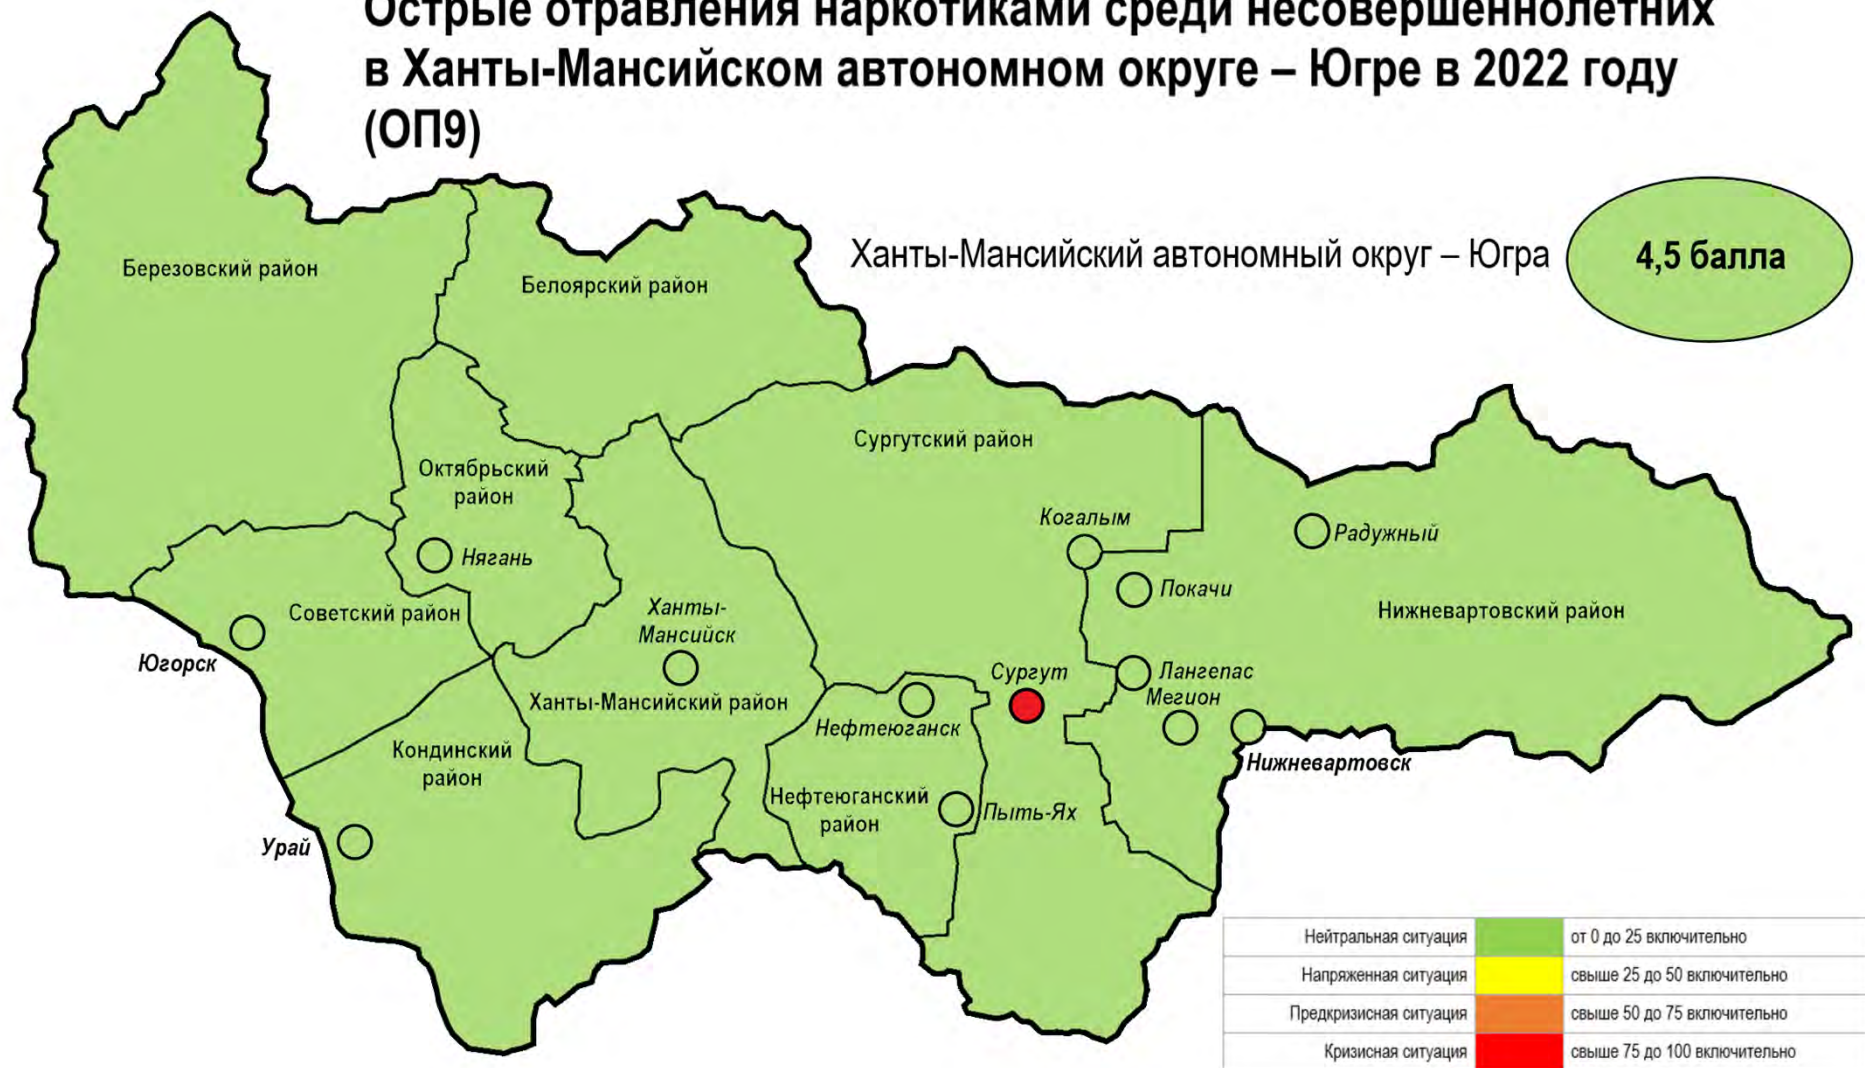 Острые отравления наркотиками среди несовершеннолетних
в Ханты-Мансийском автономном округе – Югре в 2022 году
(ОП9)
Ханты-Мансийский автономный округ – Югра
4,5 балла
Березовский район
Белоярский район
Сургутский район
Октябрьский
район
Когалым
Радужный
Нягань
Покачи
Ханты-
Мансийск
Советский район
Нижневартовский район
Югорск
Сургут
Лангепас
Мегион
Ханты-Мансийский район
Нефтеюганск
Кондинский
район
Нижневартовск
Нефтеюганский
район
Пыть-Ях
Урай
Нейтральная ситуация от 0 до 25 включительно
Напряженная ситуация свыше 25 до 50 включительно
Предкризисная ситуация свыше 50 до 75 включительно
Кризисная ситуация свыше 75 до 100 включительно